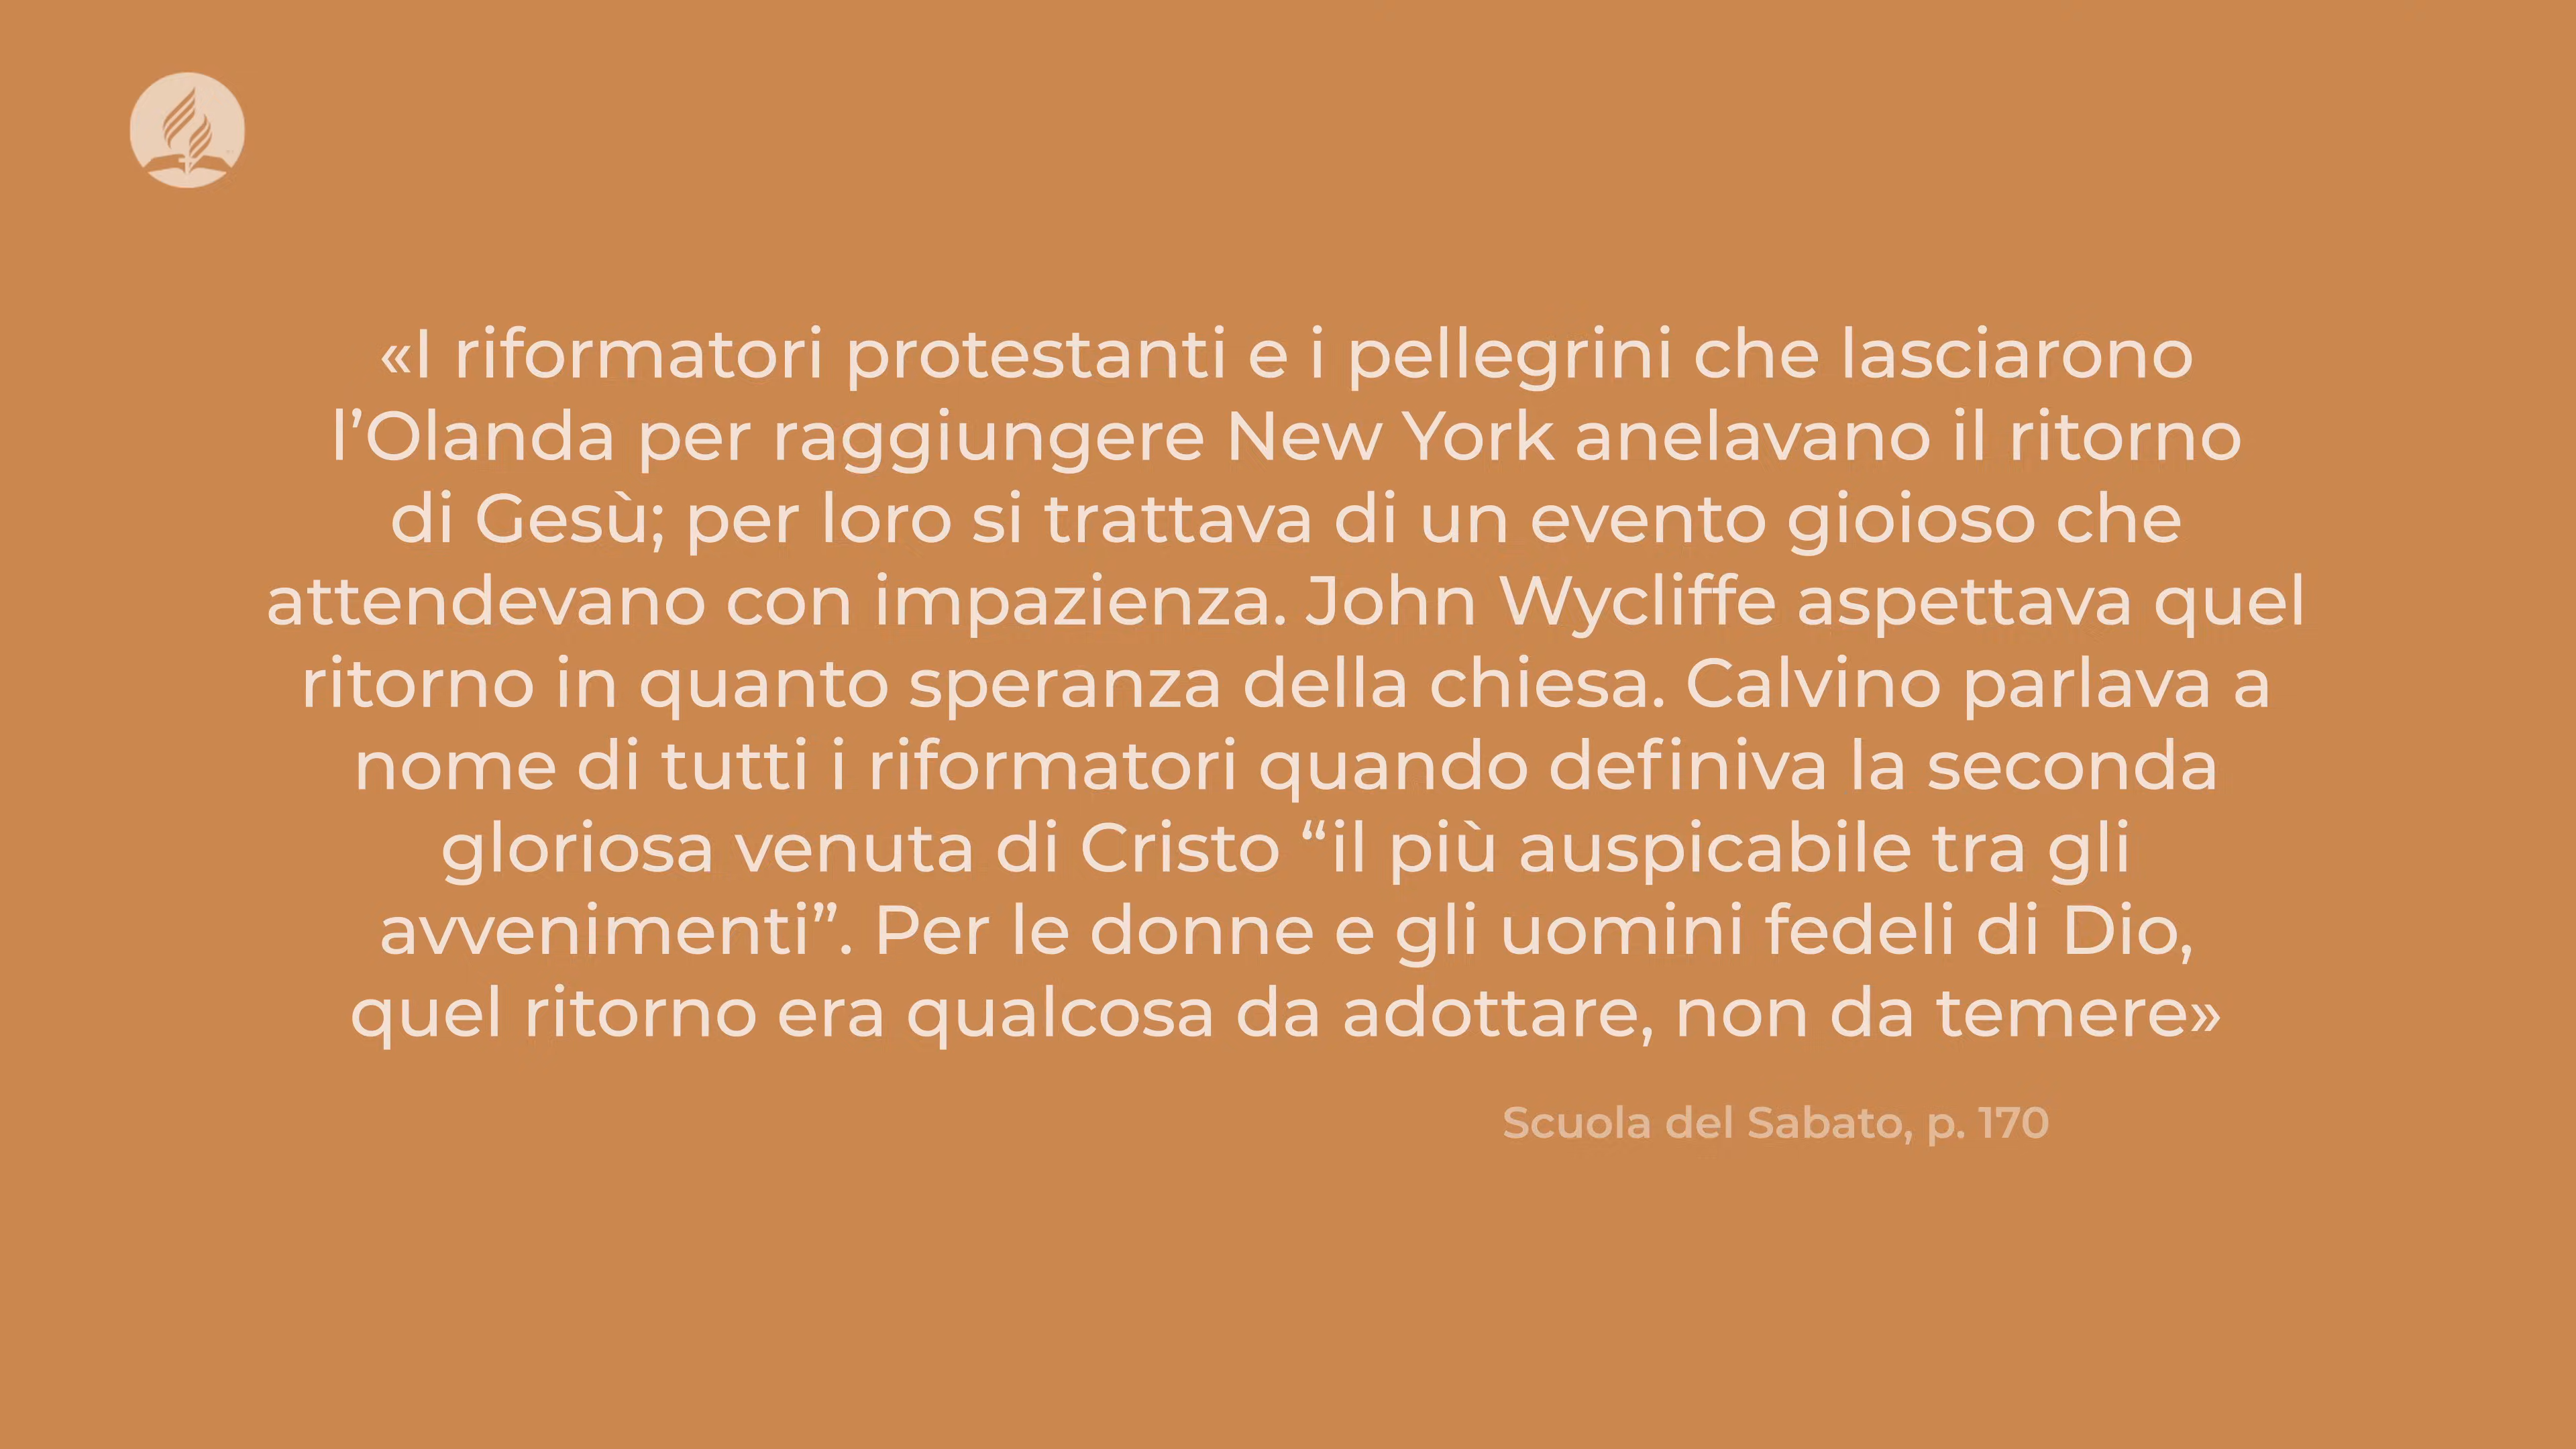 «I riformatori protestanti e i pellegrini che lasciarono
l’Olanda per raggiungere New York anelavano il ritorno
di Gesù; per loro si trattava di un evento gioioso che
attendevano con impazienza. John Wycliffe aspettava quel
ritorno in quanto speranza della chiesa. Calvino parlava a
nome di tutti i riformatori quando definiva la seconda
gloriosa venuta di Cristo “il più auspicabile tra gli
avvenimenti”. Per le donne e gli uomini fedeli di Dio,
quel ritorno era qualcosa da adottare, non da temere»
Scuola del Sabato, p. 170